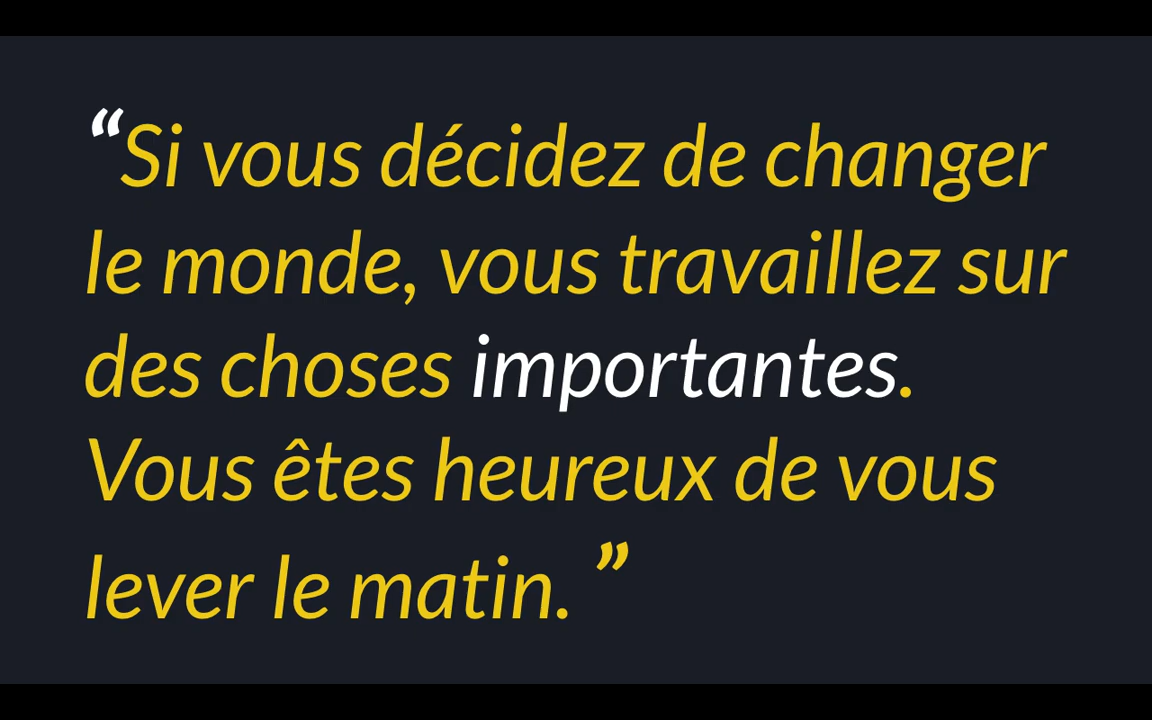 “Si vous décidez de changer
le monde, vous travaillez sur
des choses importantes.
Vous êtes heureux de vous
lever le matin. ”